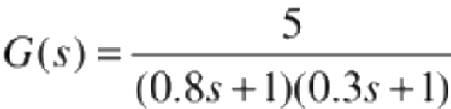 G(s) = 5 / (0.8s + 1)(0.3s + 1)